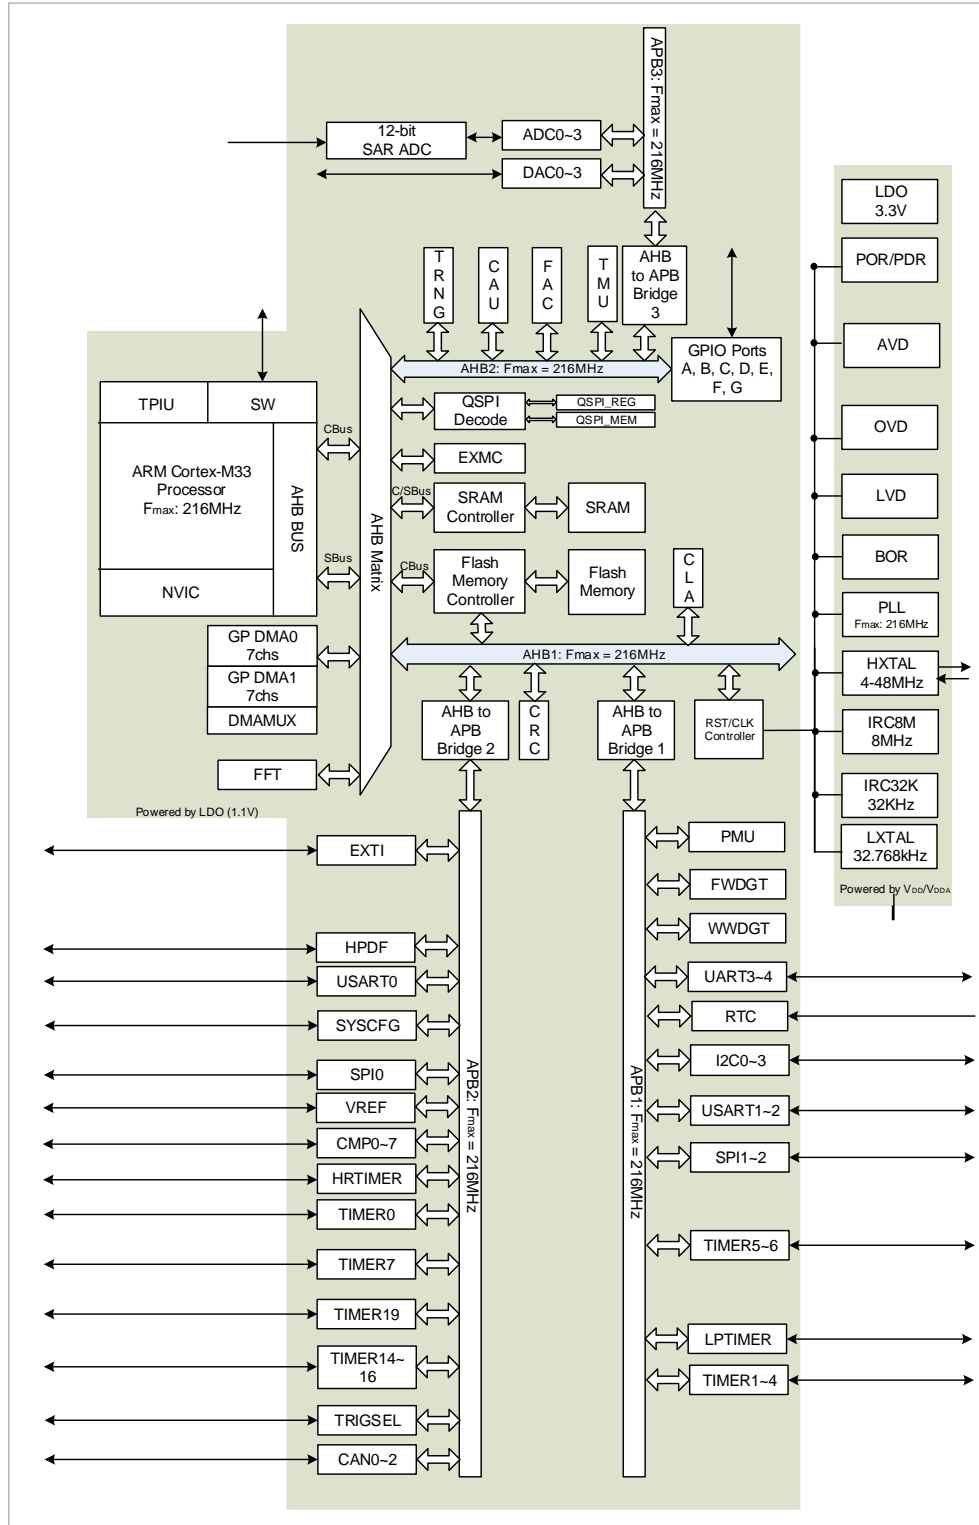 APB3: Fmax = 216MHz
12-bit
SAR ADC
ADC0~3
DAC0~3
LDO
3.3V
POR/PDR
AVD
OVD
LVD
BOR
PLL
Fmax: 216MHz
HXTAL
4-48MHz
IRC8M
8MHz
IRC32K
32KHz
LXTAL
32.768kHz
Powered by VDD/VDDA
TRNG
CAU
FAC
TMU
AHB
to APB
Bridge
3
AHB2: Fmax = 216MHz
GPIO Ports
A, B, C, D, E,
F, G
TPIU
SW
ARM Cortex-M33
Processor
Fmax: 216MHz
AHB BUS
NVIC
CBus
SBus
AHB Matrix
QSPI
Decode
QSPI_REG
QSPI_MEM
EXMC
C/SBus
SRAM
Controller
SRAM
CBus
Flash
Memory
Controller
Flash
Memory
CLA
GP DMA0
7chs
GP DMA1
7chs
DMAMUX
FFT
Powered by LDO (1.1V)
AHB1: Fmax = 216MHz
AHB to
APB
Bridge 2
CRC
AHB to
APB
Bridge 1
RST/CLK
Controller
EXTI
HPDF
USART0
SYSCFG
SPI0
VREF
CMP0~7
HRTIMER
TIMER0
TIMER7
TIMER19
TIMER14~
16
TRIGSEL
CAN0~2
APB2: Fmax = 216MHz
APB1: Fmax = 216MHz
PMU
FWDGT
WWDGT
UART3~4
RTC
I2C0~3
USART1~2
SPI1~2
TIMER5~6
LPTIMER
TIMER1~4